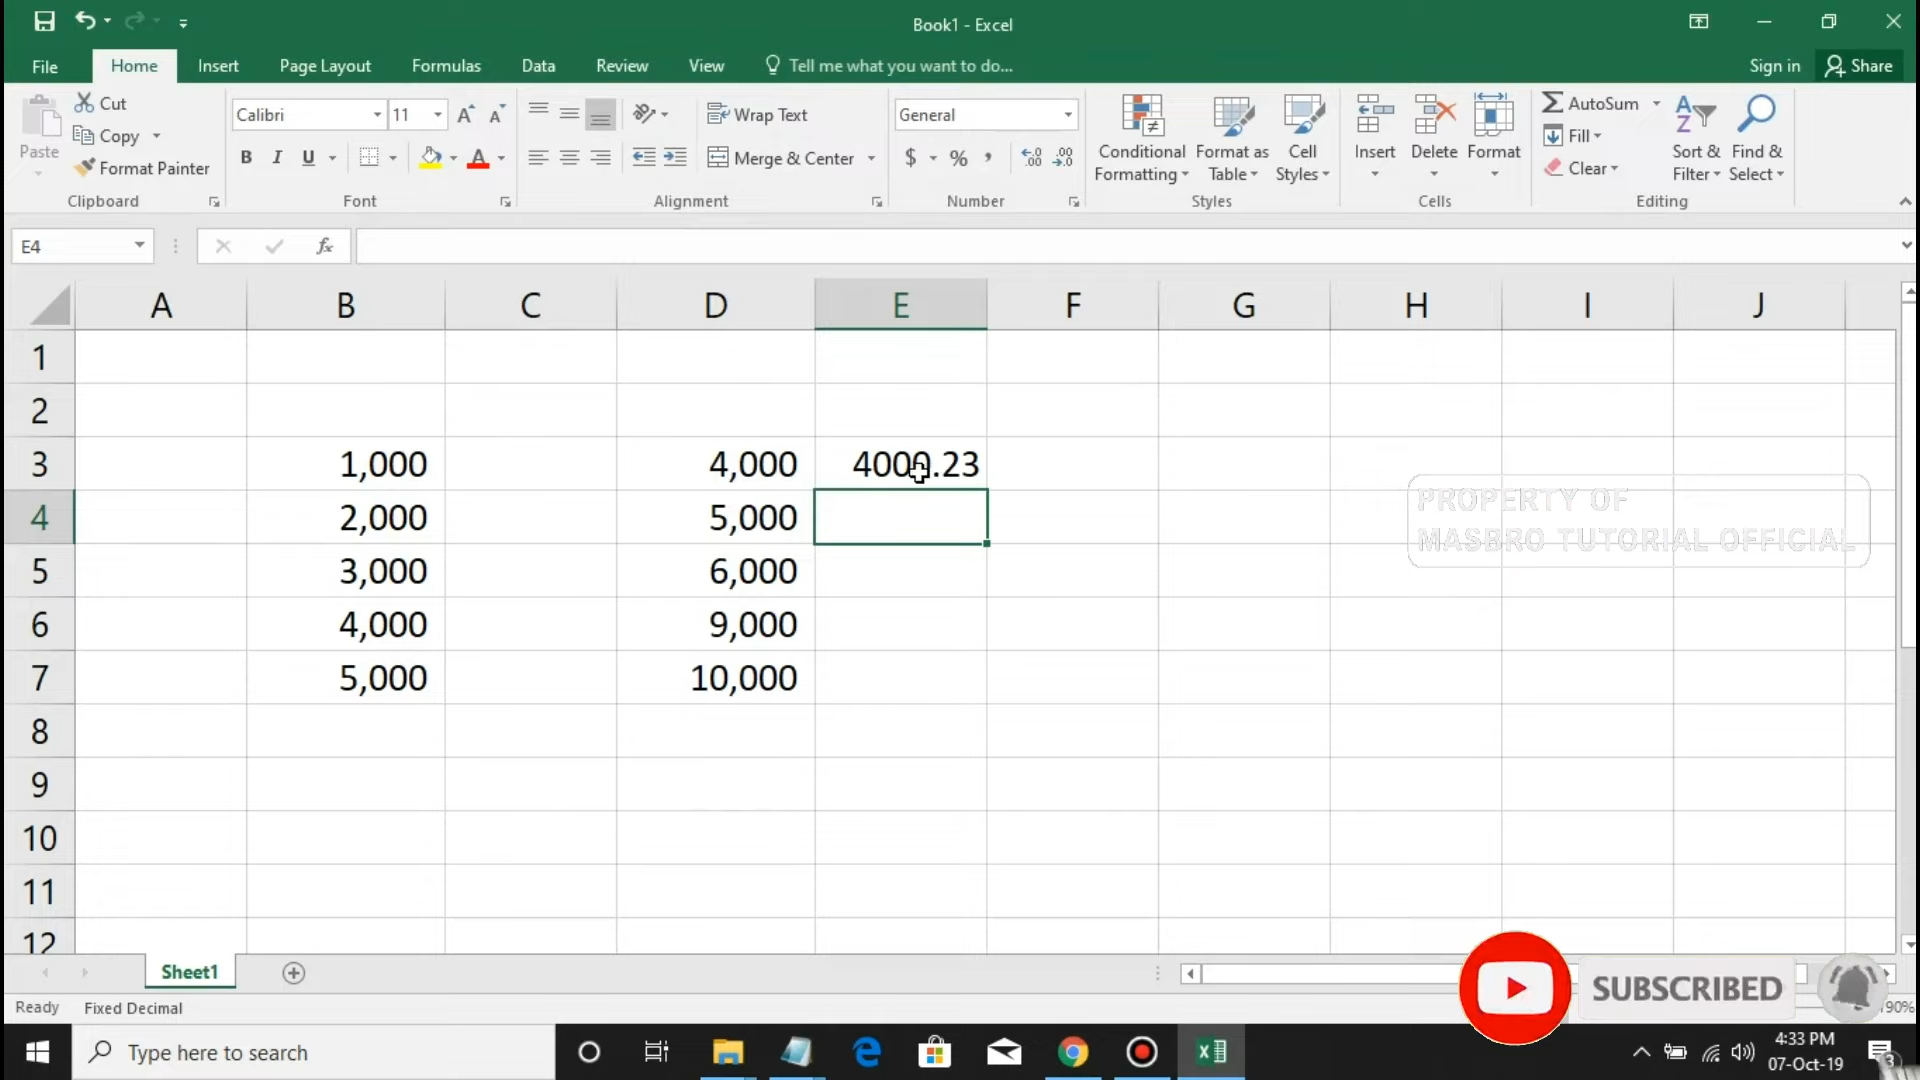 Book1 - Excel
File Home Insert Page Layout Formulas Data Review View Tell me what you want to do... Sign in Share
Cut
Copy
Format Painter
Paste
Clipboard
Calibri 11
B I U
Font
Wrap Text
Merge & Center
Alignment
General
$ % ,
Number
Conditional Formatting
Format as Table
Cell Styles
Styles
Insert Delete Format
Cells
AutoSum
Fill
Clear
Sort & Filter
Find & Select
Editing
E4
A B C D E F G H I J
1
2
3 1,000 4,000 4000.23
4 2,000 5,000
5 3,000 6,000
6 4,000 9,000
7 5,000 10,000
8
9
10
11
12
PROPERTY OF
MASBRO TUTORIAL OFFICIAL
Sheet1
SUBSCRIBED
Ready Fixed Decimal 190%
Type here to search
4:33 PM
07-Oct-19
3